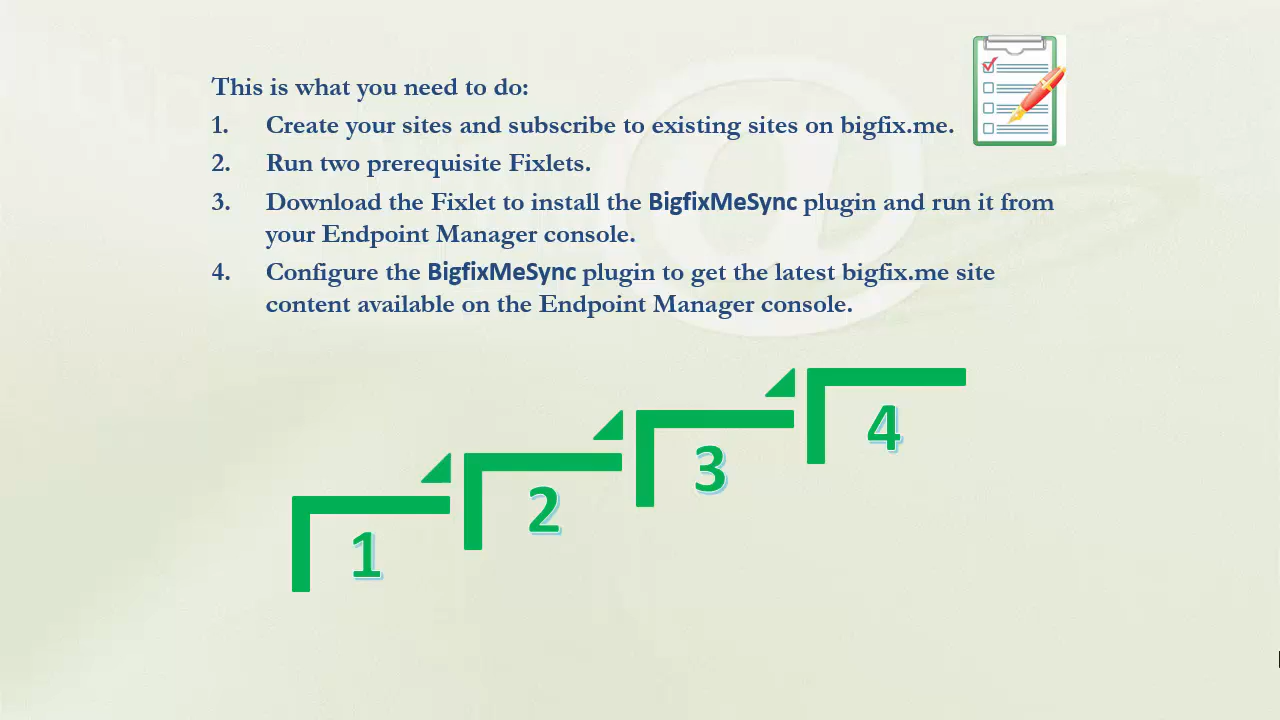 This is what you need to do:
1. Create your sites and subscribe to existing sites on bigfix.me.
2. Run two prerequisite Fixlets.
3. Download the Fixlet to install the BigfixMeSync plugin and run it from
your Endpoint Manager console.
4. Configure the BigfixMeSync plugin to get the latest bigfix.me site
content available on the Endpoint Manager console.
1
2
3
4